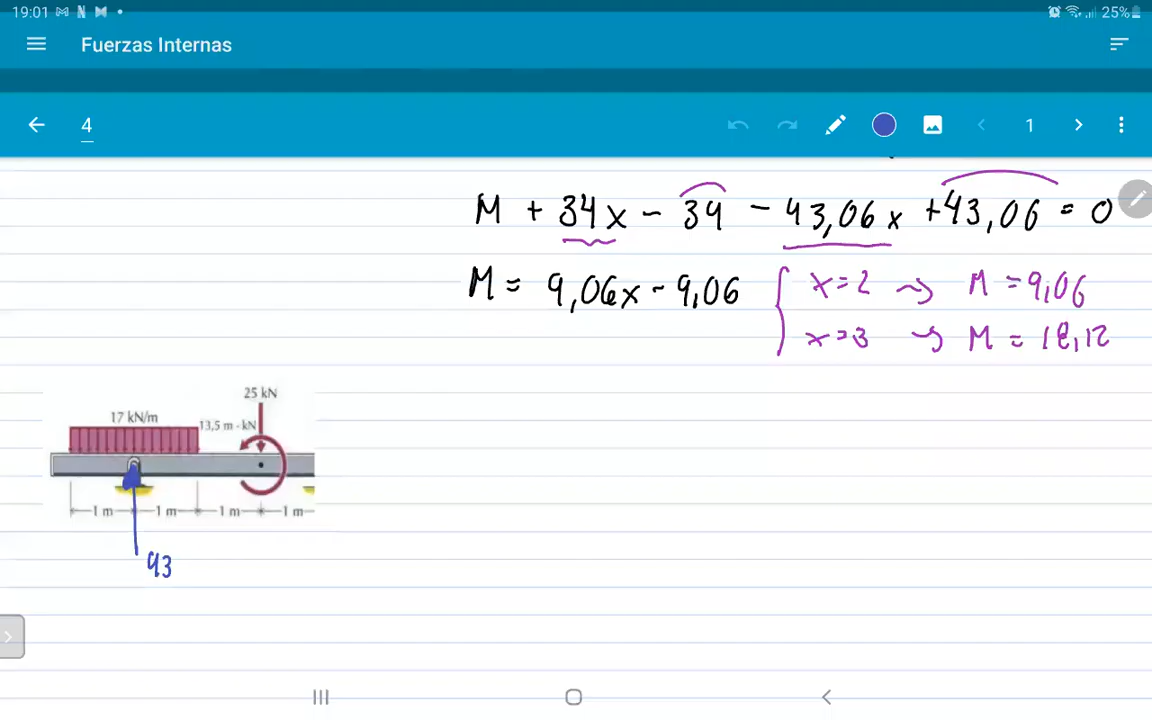 19:01 25%
Fuerzas Internas
4 1
M + 34x - 34 - 43,06x + 43,06 = 0
M = 9,06x - 9,06 { x=2 → M = 9,06
x=3 → M = 18,12
25 kN
17 kN/m
13,5 m - kN
1 m 1 m 1 m 1 m
43